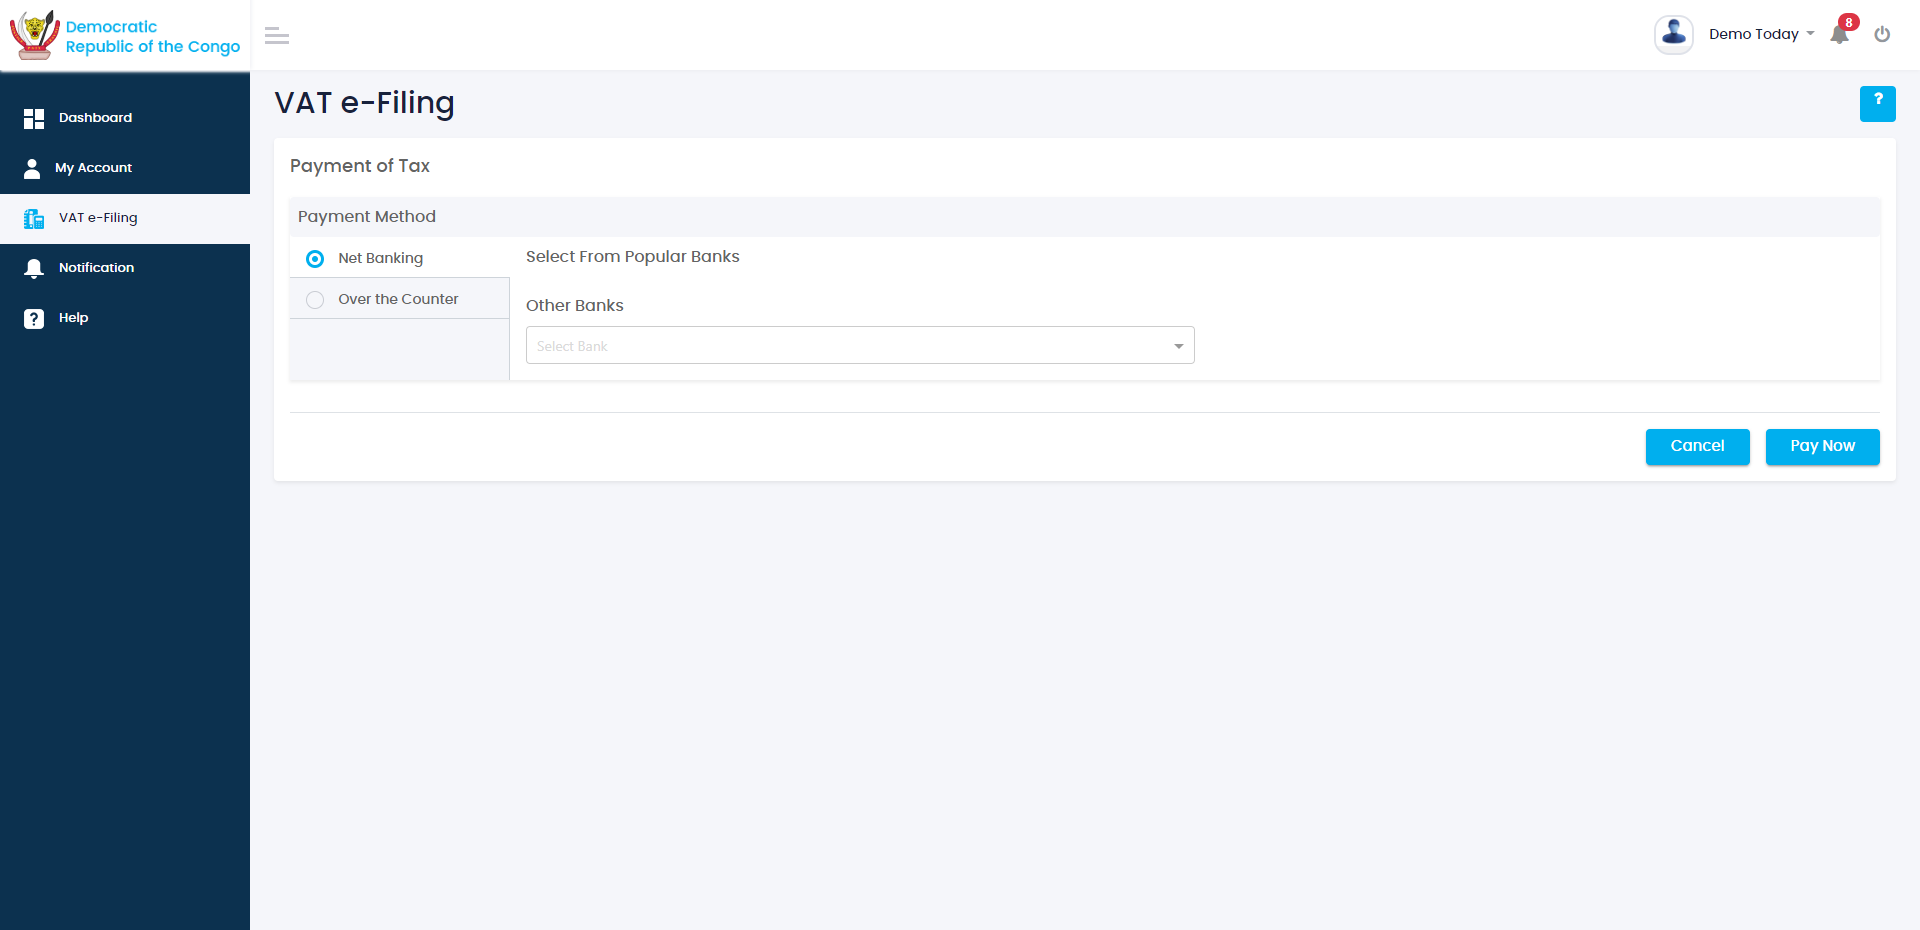 Democratic
Republic of the Congo
Demo Today
8
Dashboard
My Account
VAT e-Filing
Notification
Help
VAT e-Filing
?
Payment of Tax
Payment Method
Net Banking
Over the Counter
Select From Popular Banks
Other Banks
Select Bank
Cancel
Pay Now